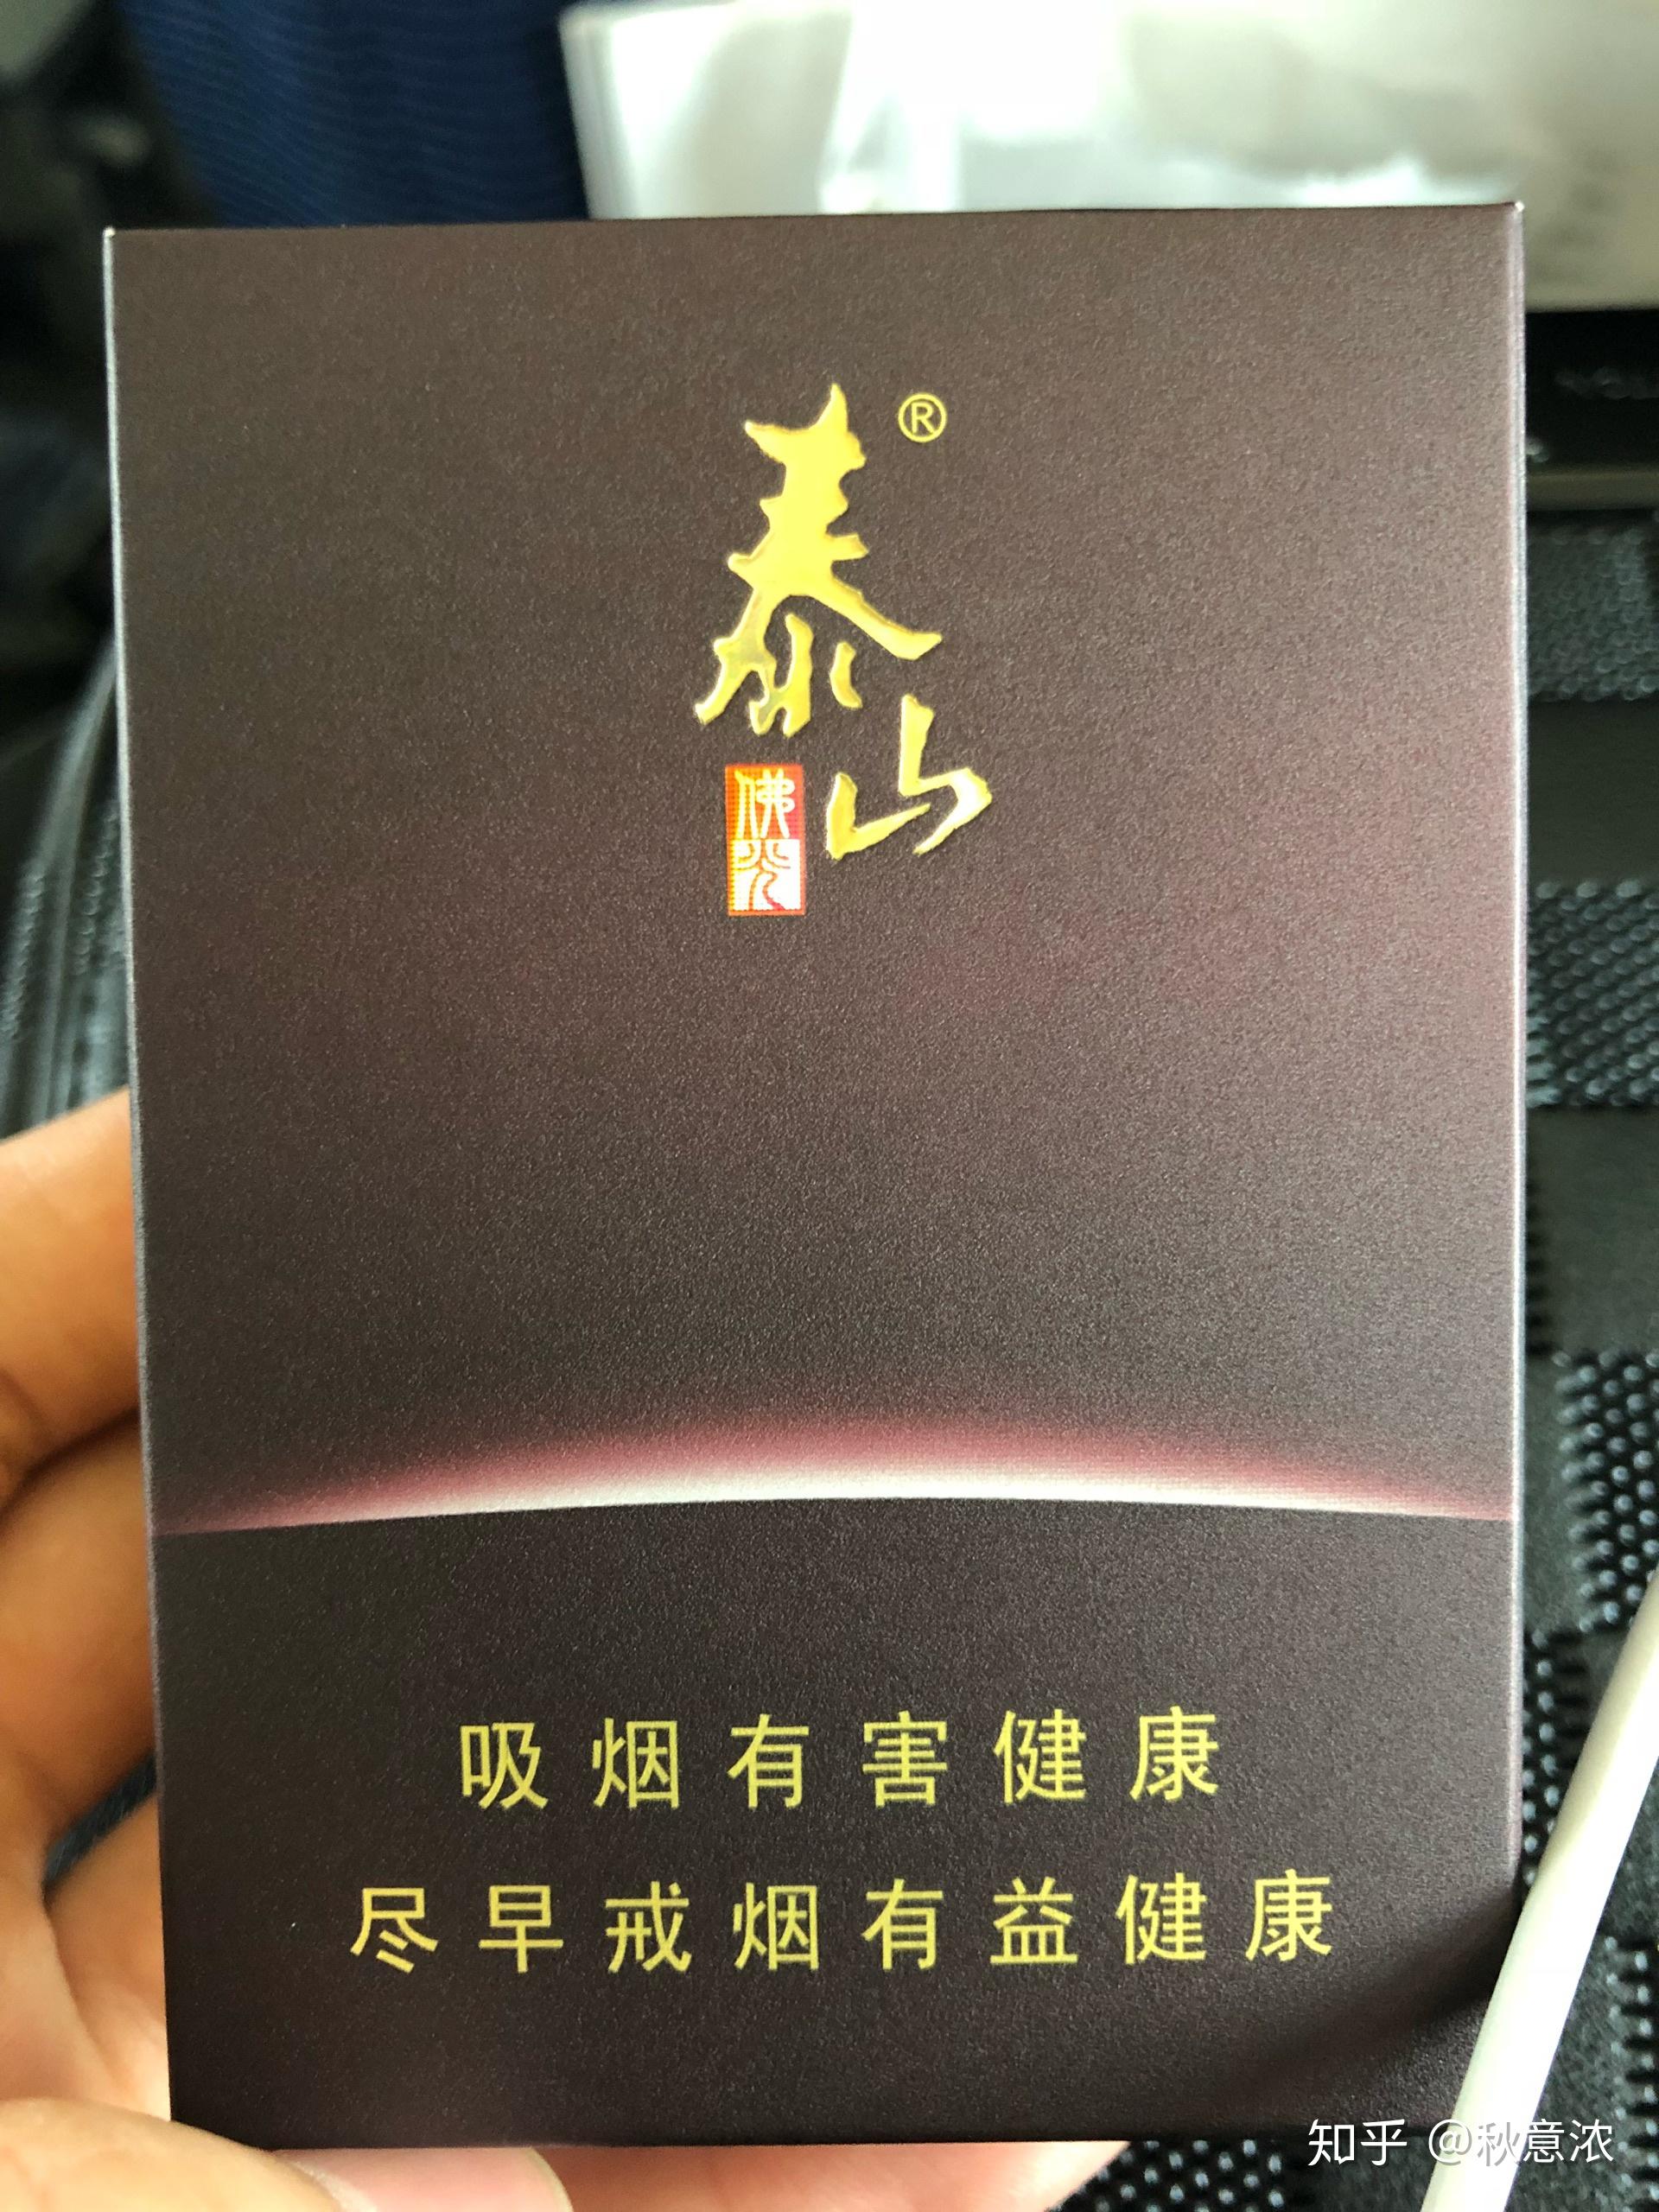 泰山®
佛光
吸烟有害健康
尽早戒烟有益健康
知乎 @秋意浓